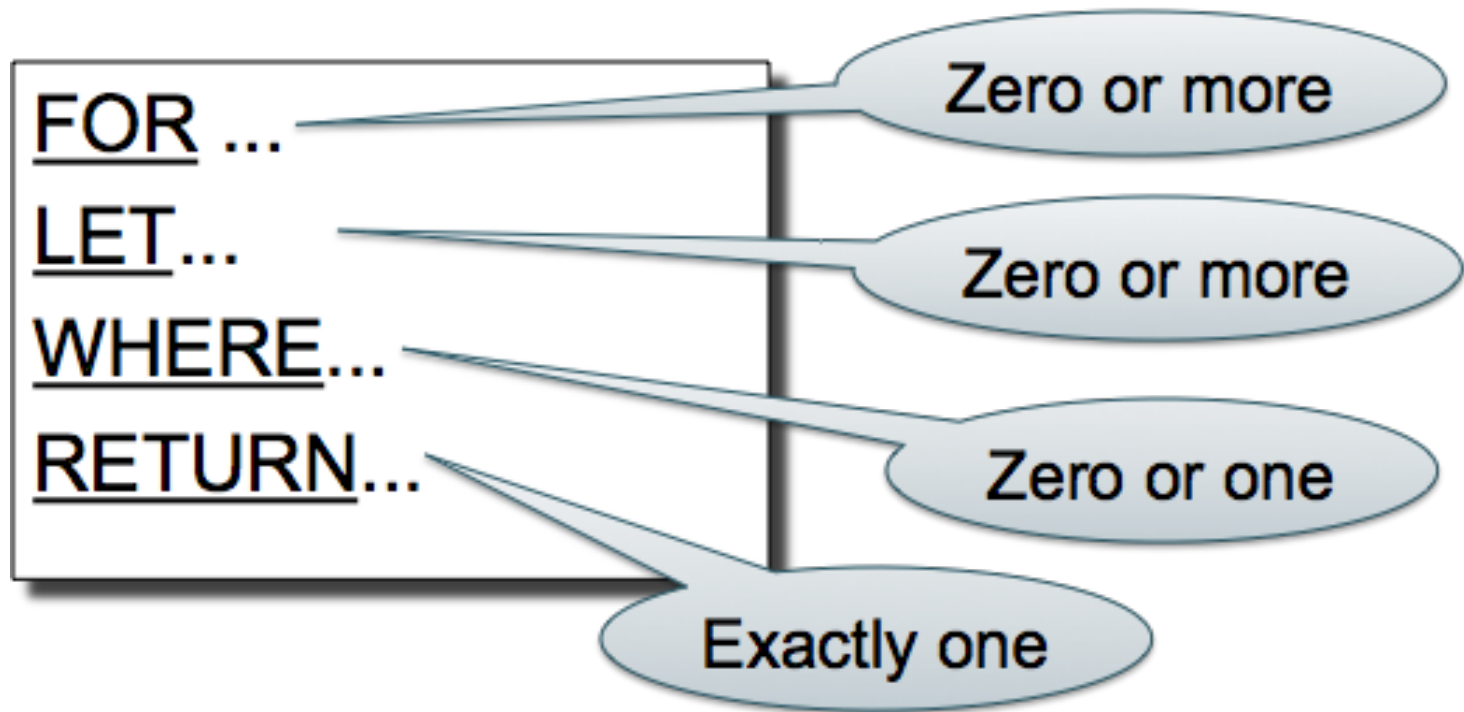 FOR ...
Zero or more
LET...
Zero or more
WHERE...
Zero or one
RETURN...
Exactly one